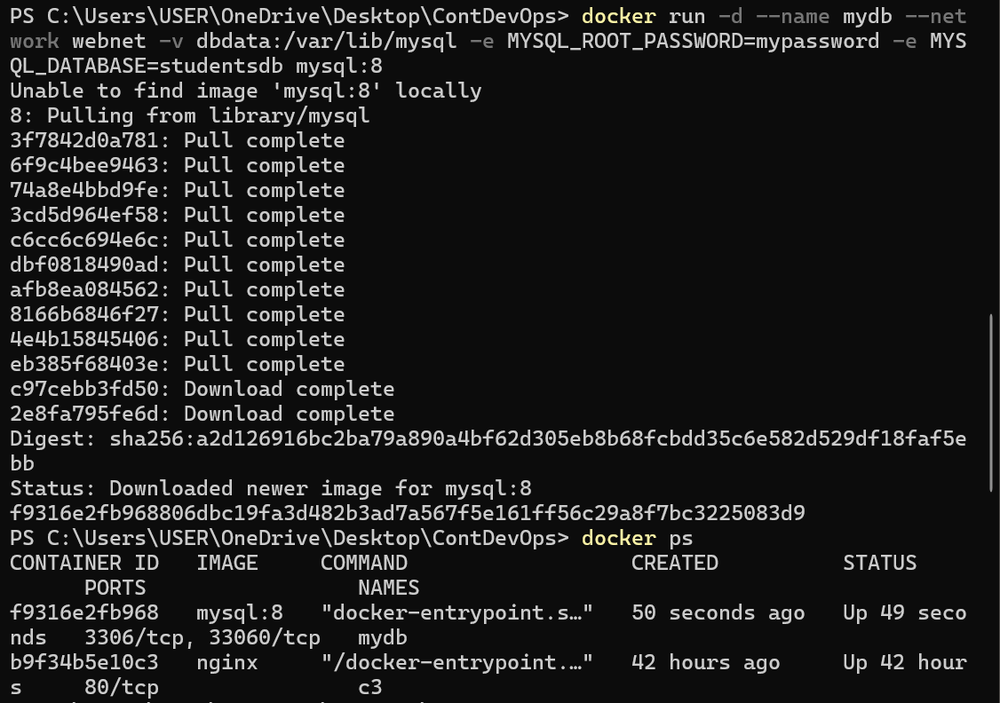 PS C:\Users\USER\OneDrive\Desktop\ContDevOps> docker run -d --name mydb --net
work webnet -v dbdata:/var/lib/mysql -e MYSQL_ROOT_PASSWORD=mypassword -e MYS
QL_DATABASE=studentsdb mysql:8
Unable to find image 'mysql:8' locally
8: Pulling from library/mysql
3f7842d0a781: Pull complete
6f9c4bee9463: Pull complete
74a8e4bbd9fe: Pull complete
3cd5d964ef58: Pull complete
c6cc6c694e6c: Pull complete
dbf0818490ad: Pull complete
afb8ea084562: Pull complete
8166b6846f27: Pull complete
4e4b15845406: Pull complete
eb385f68403e: Pull complete
c97cebb3fd50: Download complete
2e8fa795fe6d: Download complete
Digest: sha256:a2d126916bc2ba79a890a4bf62d305eb8b68fcbdd35c6e582d529df18faf5e
bb
Status: Downloaded newer image for mysql:8
f9316e2fb968806dbc19fa3d482b3ad7a567f5e161ff56c29a8f7bc3225083d9
PS C:\Users\USER\OneDrive\Desktop\ContDevOps> docker ps
CONTAINER ID   IMAGE     COMMAND                  CREATED          STATUS
      PORTS                 NAMES
f9316e2fb968   mysql:8   "docker-entrypoint.s…"   50 seconds ago   Up 49 seco
nds   3306/tcp, 33060/tcp   mydb
b9f34b5e10c3   nginx     "/docker-entrypoint.…"   42 hours ago     Up 42 hour
s     80/tcp                c3